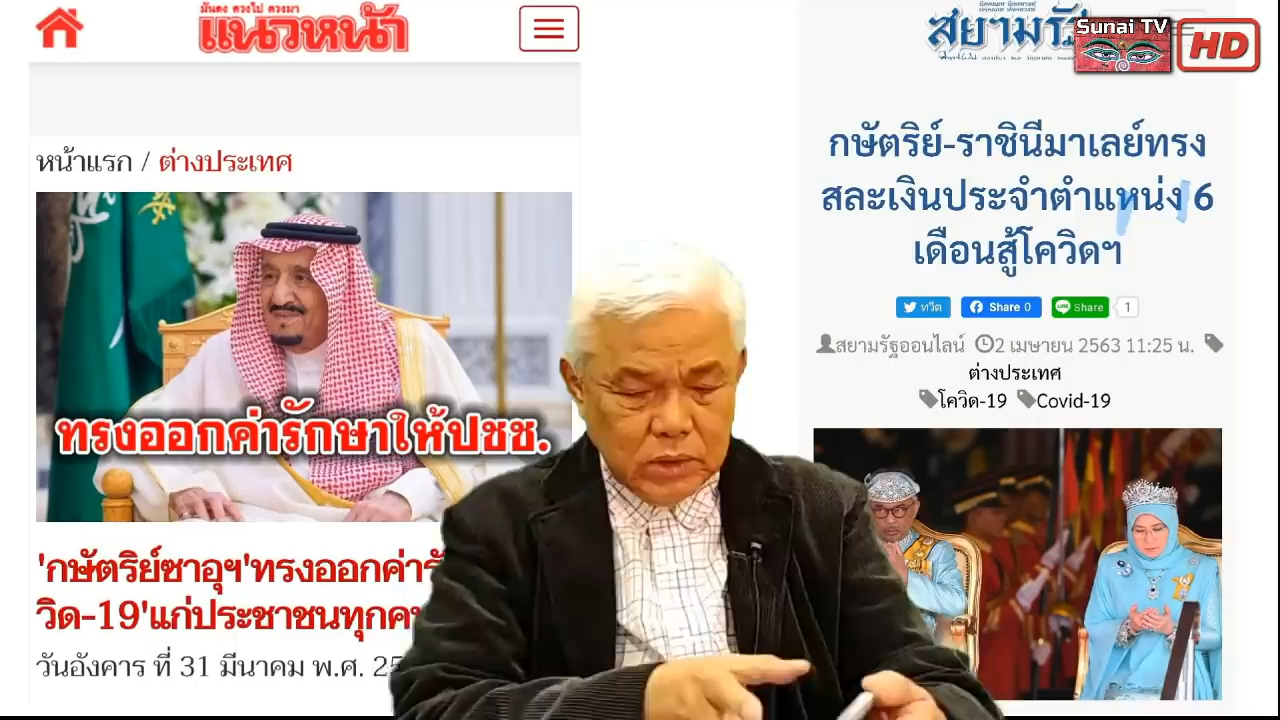 มั่นคง ตรงไป ตรงมา
แนวหน้า
หน้าแรก / ต่างประเทศ
ทรงออกค่ารักษาให้ปชช.
'กษัตริย์ซาอุฯ'ทรงออกค่ารั
วิด-19'แก่ประชาชนทุกค
วันอังคาร ที่ 31 มีนาคม พ.ศ. 25
สยามรั
Sunai TV
HD
กษัตริย์-ราชินีมาเลย์ทรง
สละเงินประจำตำแหน่ง 6
เดือนสู้โควิดฯ
ทวีต
Share 0
LINE Share
1
สยามรัฐออนไลน์ 2 เมษายน 2563 11:25 น.
ต่างประเทศ
โควิด-19 Covid-19